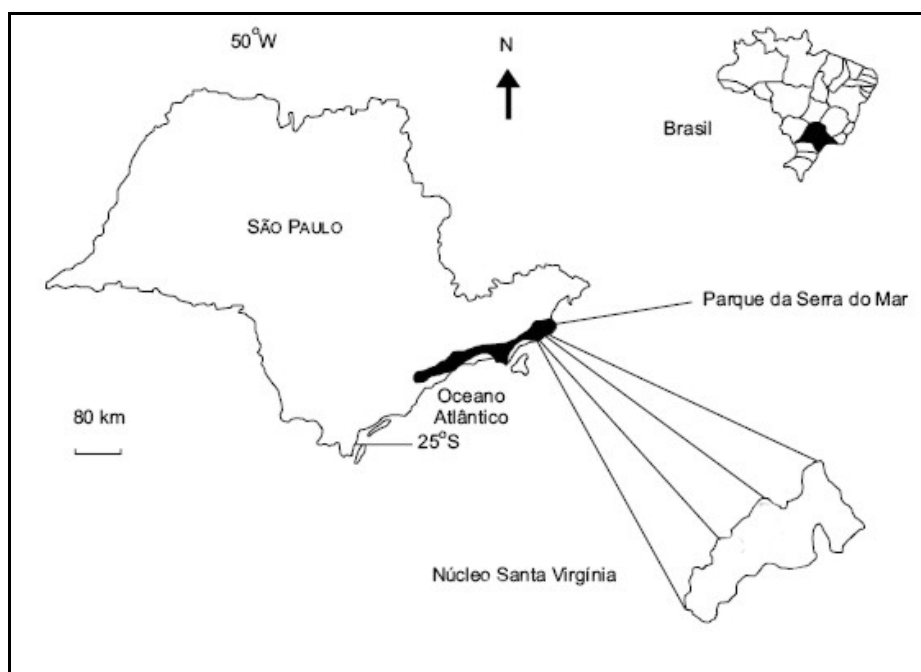 50°W
N
Brasil
SÃO PAULO
Parque da Serra do Mar
Oceano
Atlântico
80 km
25°S
Núcleo Santa Virgínia